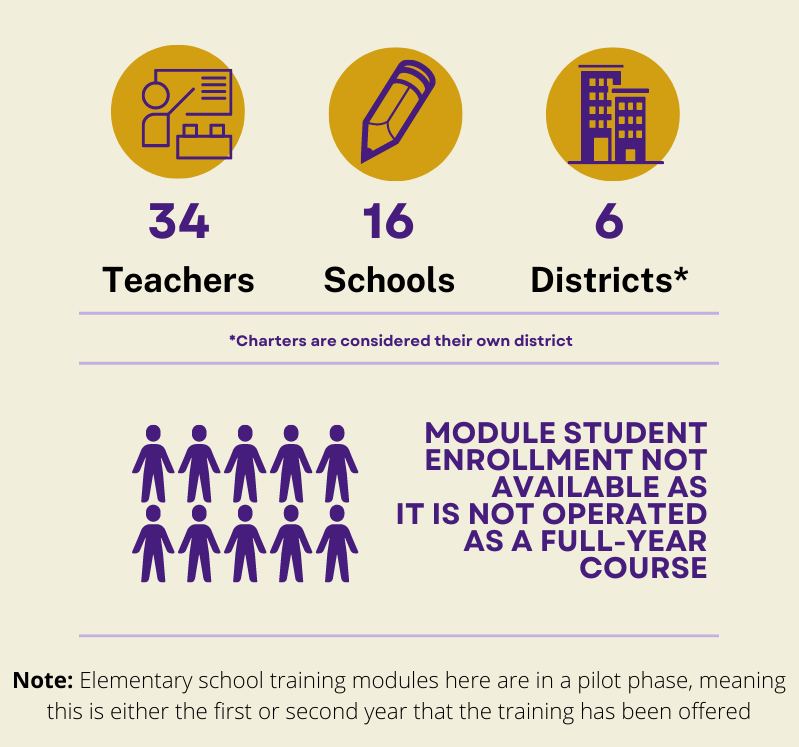 34
16
6
Teachers
Schools
Districts*
*Charters are considered their own district
MODULE STUDENT
ENROLLMENT NOT
AVAILABLE AS
IT IS NOT OPERATED
AS A FULL-YEAR
COURSE
Note: Elementary school training modules here are in a pilot phase, meaning
this is either the first or second year that the training has been offered